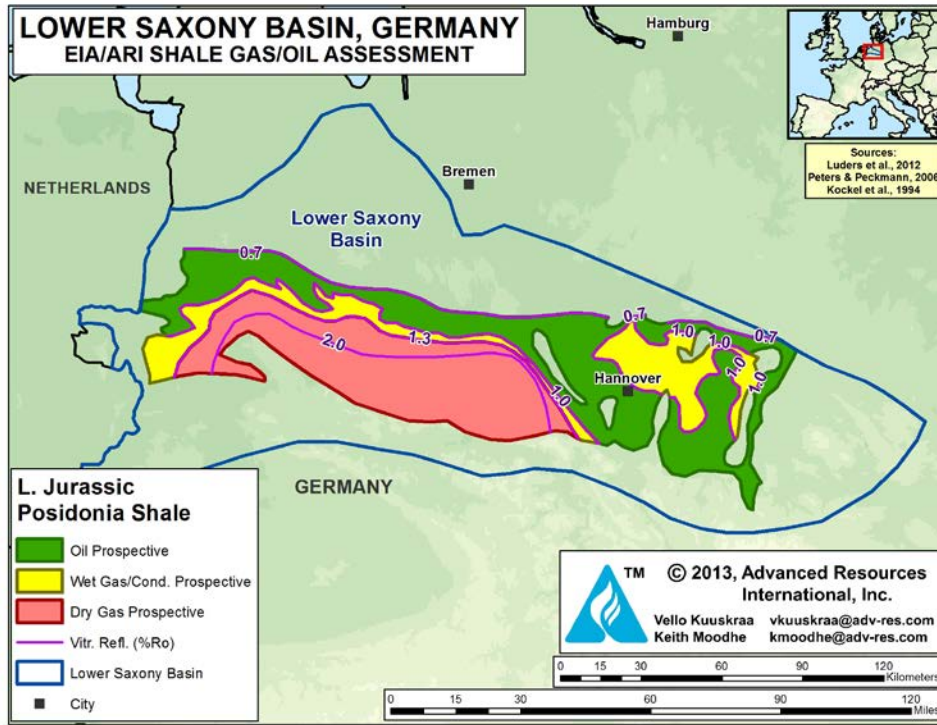 LOWER SAXONY BASIN, GERMANY
EIA/ARI SHALE GAS/OIL ASSESSMENT
Hamburg
Sources:
Luders et al., 2012
Peters & Peckmann, 2006
Kockel et al., 1994
Bremen
NETHERLANDS
Lower Saxony
Basin
0.7
0.7
1.0
0.7
1.0
1.3
2.0
1.0
1.0
1.0
Hannover
GERMANY
L. Jurassic
Posidonia Shale
Oil Prospective
Wet Gas/Cond. Prospective
Dry Gas Prospective
Vitr. Refl. (%Ro)
Lower Saxony Basin
City
TM
© 2013, Advanced Resources
International, Inc.
Vello Kuuskraa vkuuskraa@adv-res.com
Keith Moodhe kmoodhe@adv-res.com
0 15 30 60 90 120
Kilometers
0 15 30 60 90 120
Miles